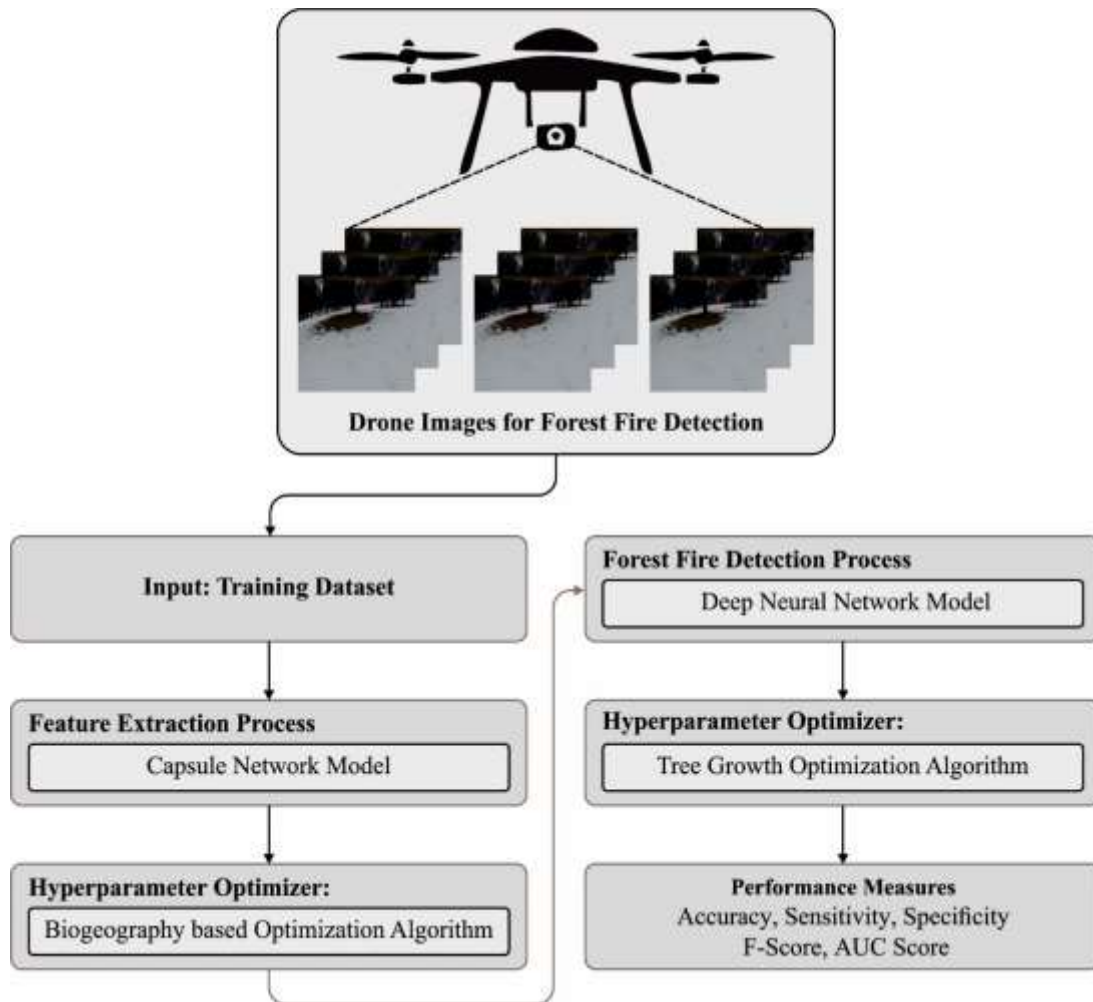 Drone Images for Forest Fire Detection
Input: Training Dataset
Feature Extraction Process
Capsule Network Model
Hyperparameter Optimizer:
Biogeography based Optimization Algorithm
Forest Fire Detection Process
Deep Neural Network Model
Hyperparameter Optimizer:
Tree Growth Optimization Algorithm
Performance Measures
Accuracy, Sensitivity, Specificity
F-Score, AUC Score